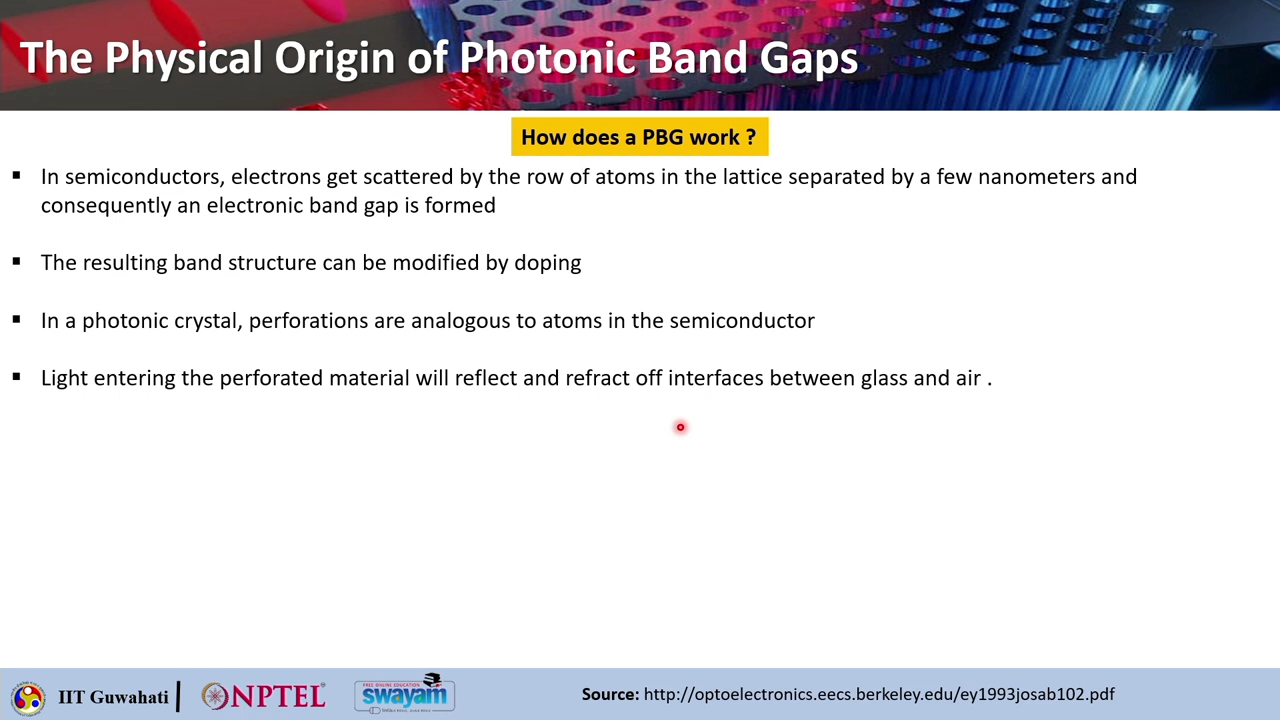 The Physical Origin of Photonic Band Gaps
How does a PBG work ?
▪ In semiconductors, electrons get scattered by the row of atoms in the lattice separated by a few nanometers and
consequently an electronic band gap is formed
▪ The resulting band structure can be modified by doping
▪ In a photonic crystal, perforations are analogous to atoms in the semiconductor
▪ Light entering the perforated material will reflect and refract off interfaces between glass and air .
IIT Guwahati
NPTEL
FREE ONLINE EDUCATION
swayam
Source: http://optoelectronics.eecs.berkeley.edu/ey1993josab102.pdf